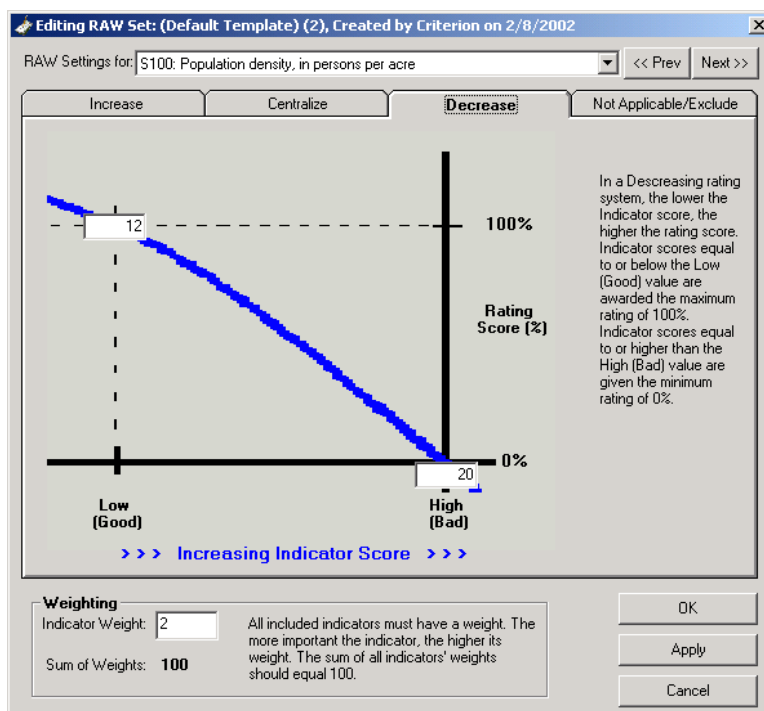 Editing RAW Set: (Default Template) (2), Created by Criterion on 2/8/2002
RAW Settings for: S100: Population density, in persons per acre
<< Prev
Next >>
Increase
Centralize
Decrease
Not Applicable/Exclude
12
100%
Rating
Score (%)
0%
20
Low
(Good)
High
(Bad)
> > > Increasing Indicator Score > > >
In a Descreasing rating
system, the lower the
Indicator score, the
higher the rating score.
Indicator scores equal
to or below the Low
(Good) value are
awarded the maximum
rating of 100%.
Indicator scores equal
to or higher than the
High (Bad) value are
given the minimum
rating of 0%.
Weighting
Indicator Weight: 2
Sum of Weights: 100
All included indicators must have a weight. The
more important the indicator, the higher its
weight. The sum of all indicators' weights
should equal 100.
OK
Apply
Cancel